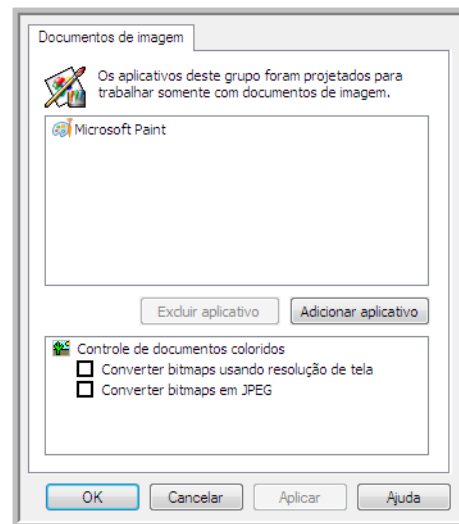 Documentos de imagem
Os aplicativos deste grupo foram projetados para
trabalhar somente com documentos de imagem.
Microsoft Paint
Excluir aplicativo
Adicionar aplicativo
Controle de documentos coloridos
Converter bitmaps usando resolução de tela
Converter bitmaps em JPEG
OK
Cancelar
Aplicar
Ajuda